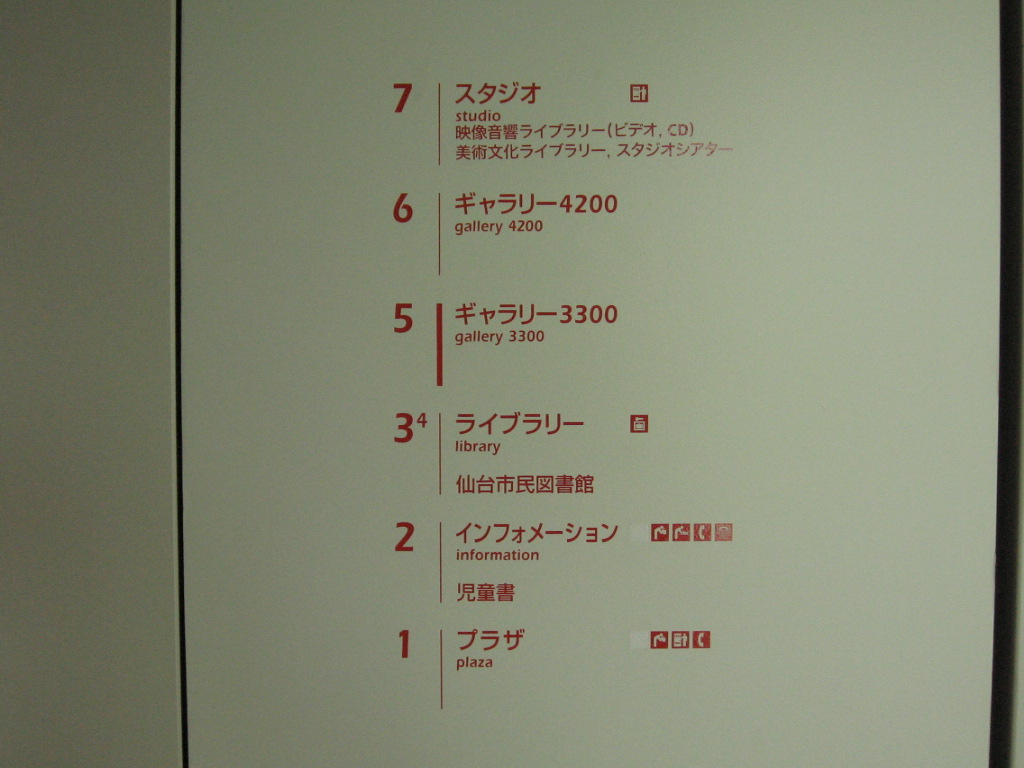 7 スタジオ
studio
映像音響ライブラリー(ビデオ, CD)
美術文化ライブラリー, スタジオシアター
6 ギャラリー4200
gallery 4200
5 ギャラリー3300
gallery 3300
3⁴ ライブラリー
library
仙台市民図書館
2 インフォメーション
information
児童書
1 プラザ
plaza